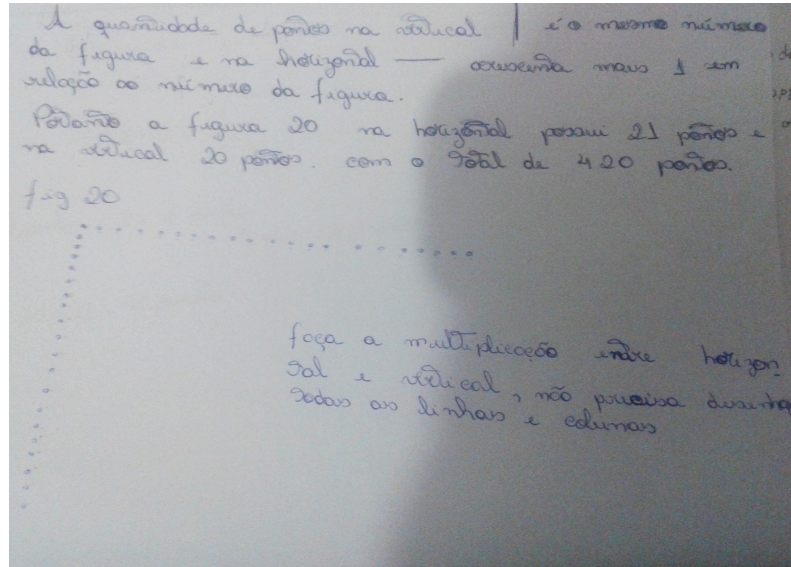 A quantidade de pontos na vertical | é o mesmo número
da figura e na horizontal — acrescenta mais 1 em
relação ao número da figura.
Portanto a figura 20 na horizontal possui 21 pontos e
na vertical 20 pontos. com o total de 420 pontos.
fig 20
faça a multiplicação entre horizon-
tal e vertical, não precisa desenha
todas as linhas e colunas